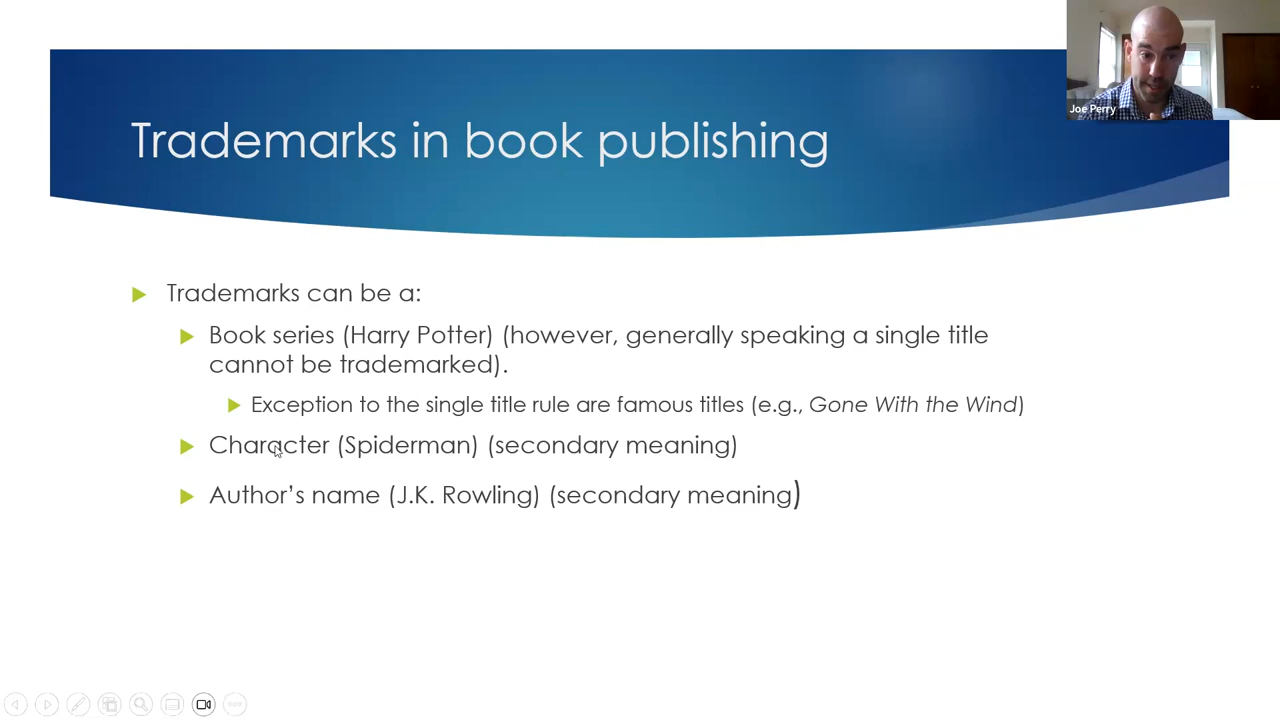 Joe Perry
Trademarks in book publishing
Trademarks can be a:
Book series (Harry Potter) (however, generally speaking a single title
cannot be trademarked).
Exception to the single title rule are famous titles (e.g., Gone With the Wind)
Character (Spiderman) (secondary meaning)
Author’s name (J.K. Rowling) (secondary meaning)